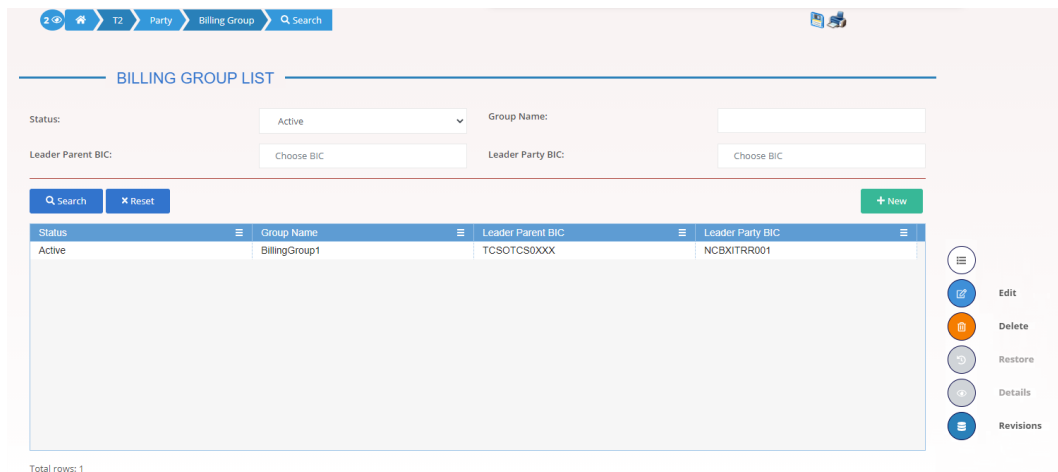 2 T2 Party Billing Group Search
BILLING GROUP LIST
Status: Active Group Name:
Leader Parent BIC: Choose BIC Leader Party BIC: Choose BIC
Search × Reset + New
Status Group Name Leader Parent BIC Leader Party BIC
Active BillingGroup1 TCSOTCS0XXX NCBXITRR001
Edit
Delete
Restore
Details
Revisions
Total rows: 1